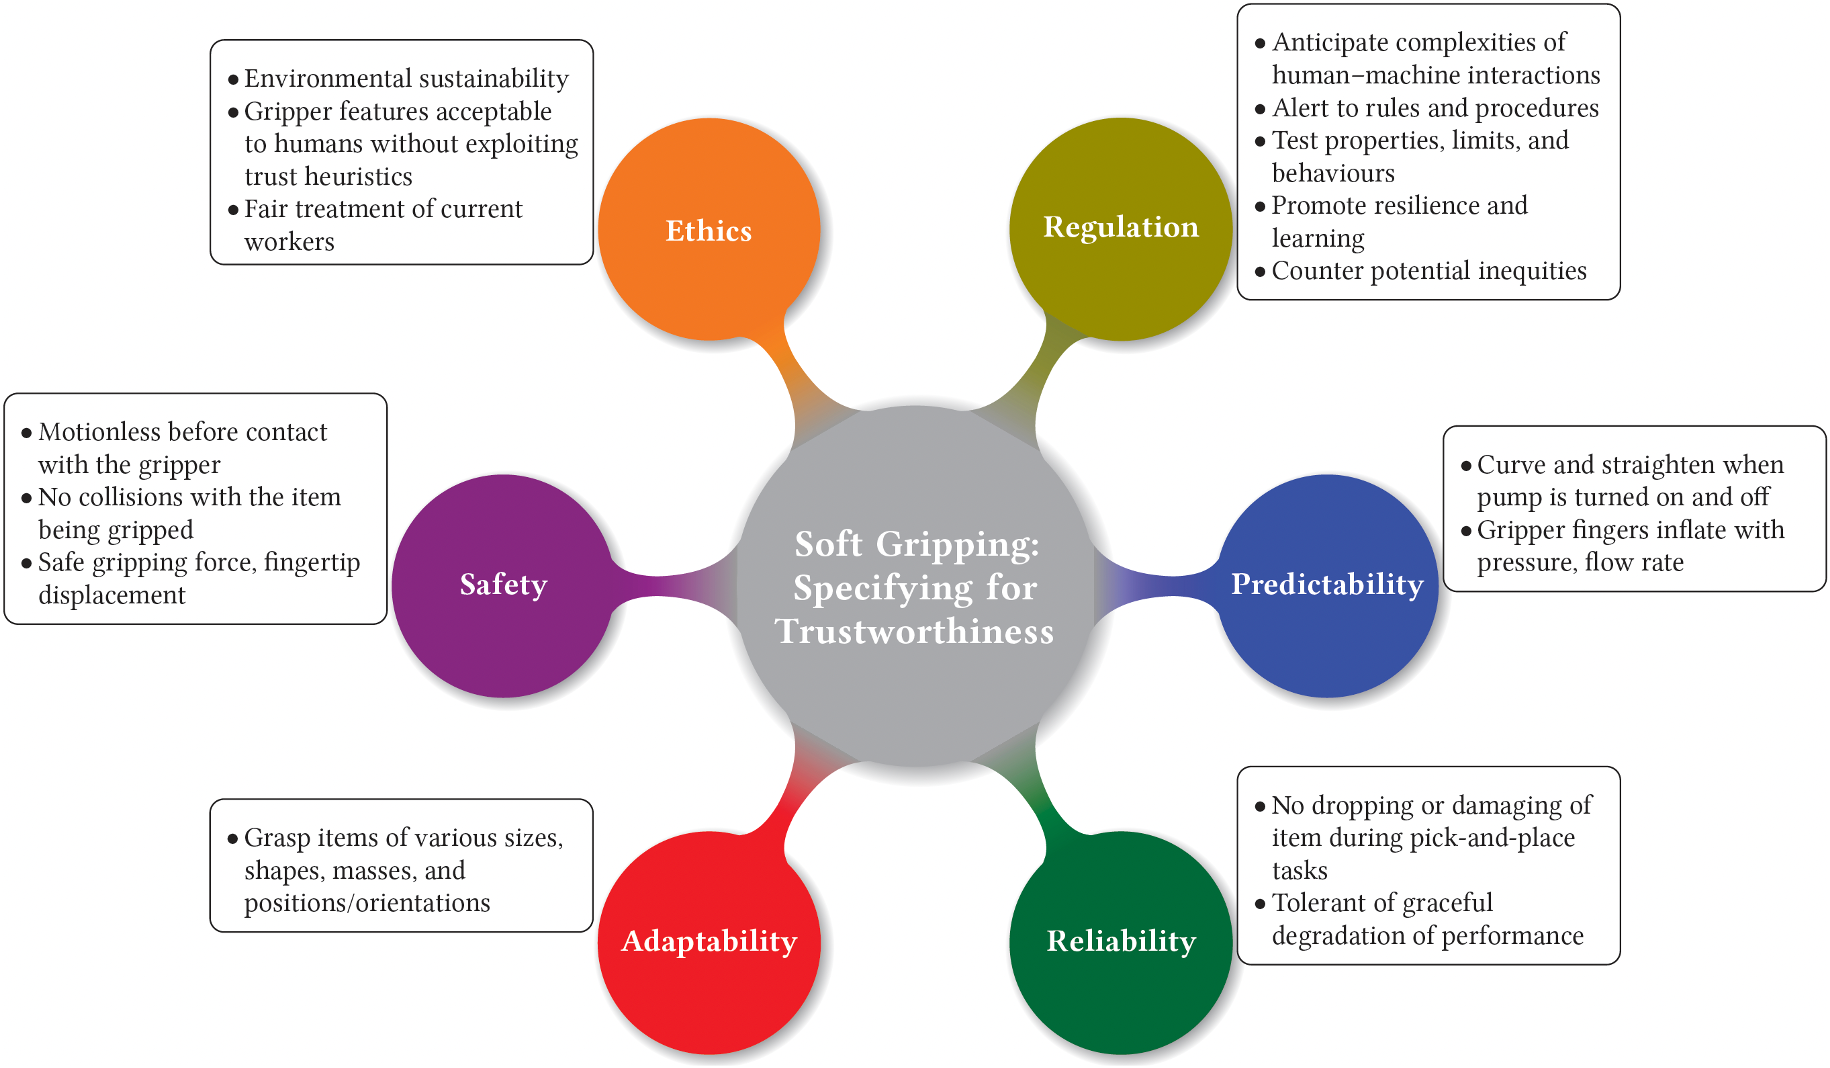 • Environmental sustainability
• Gripper features acceptable
to humans without exploiting
trust heuristics
• Fair treatment of current
workers
Ethics
• Anticipate complexities of
human–machine interactions
• Alert to rules and procedures
• Test properties, limits, and
behaviours
• Promote resilience and
learning
• Counter potential inequities
Regulation
• Motionless before contact
with the gripper
• No collisions with the item
being gripped
• Safe gripping force, fingertip
displacement
Safety
Soft Gripping:
Specifying for
Trustworthiness
Predictability
• Curve and straighten when
pump is turned on and off
• Gripper fingers inflate with
pressure, flow rate
• Grasp items of various sizes,
shapes, masses, and
positions/orientations
Adaptability
Reliability
• No dropping or damaging of
item during pick-and-place
tasks
• Tolerant of graceful
degradation of performance